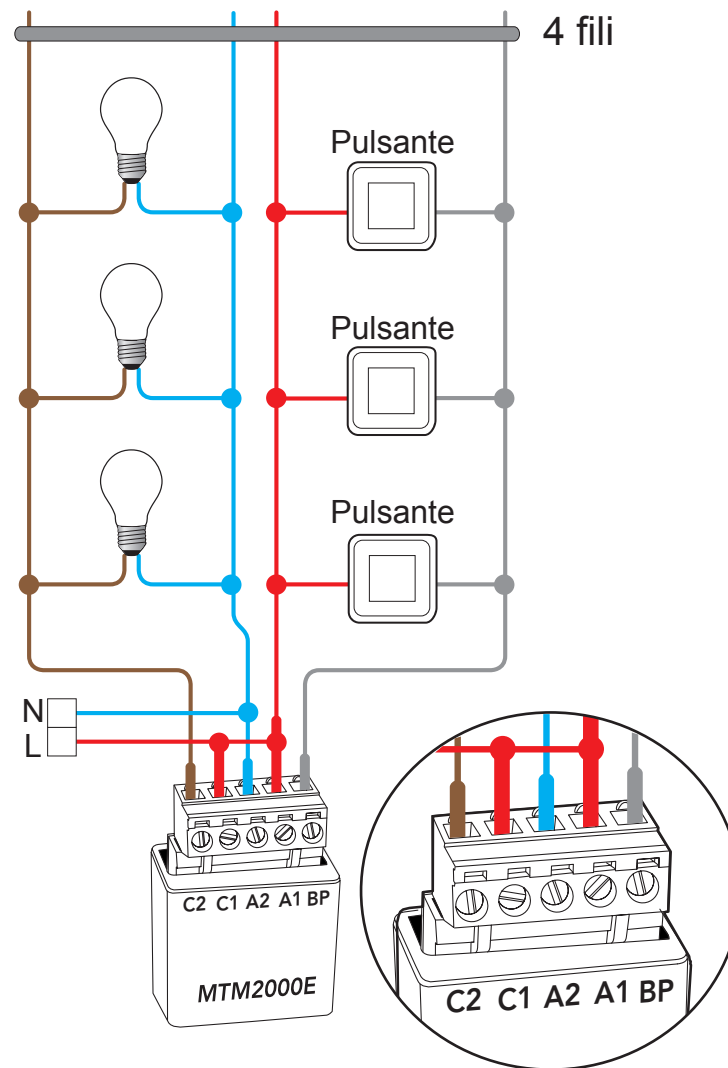 4 fili
Pulsante
Pulsante
Pulsante
N
L
C2 C1 A2 A1 BP
MTM2000E
C2 C1 A2 A1 BP